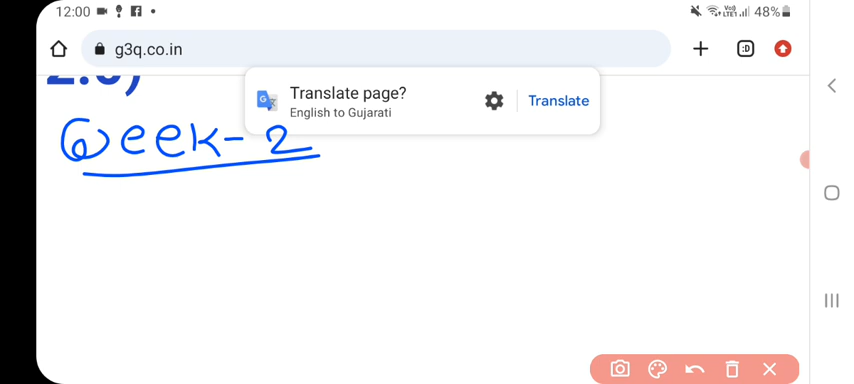 12:00 48%
g3q.co.in
Translate page?
English to Gujarati
Translate
Week-2